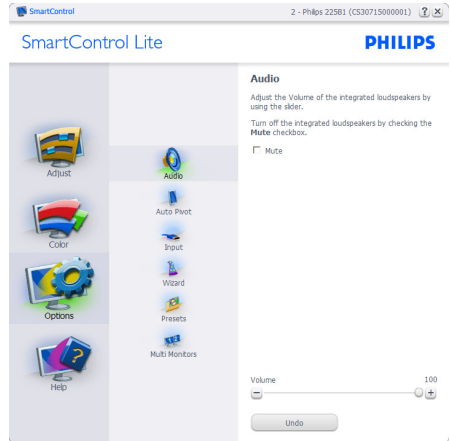 SmartControl
2 - Philips 225B1 (CS30715000001)
?
SmartControl Lite
PHILIPS
Adjust
Color
Options
Help
Audio
Auto Pivot
Input
Wizard
Presets
Multi Monitors
Audio
Adjust the Volume of the integrated loudspeakers by
using the slider.
Turn off the integrated loudspeakers by checking the
Mute checkbox.
Mute
Volume
100
Undo